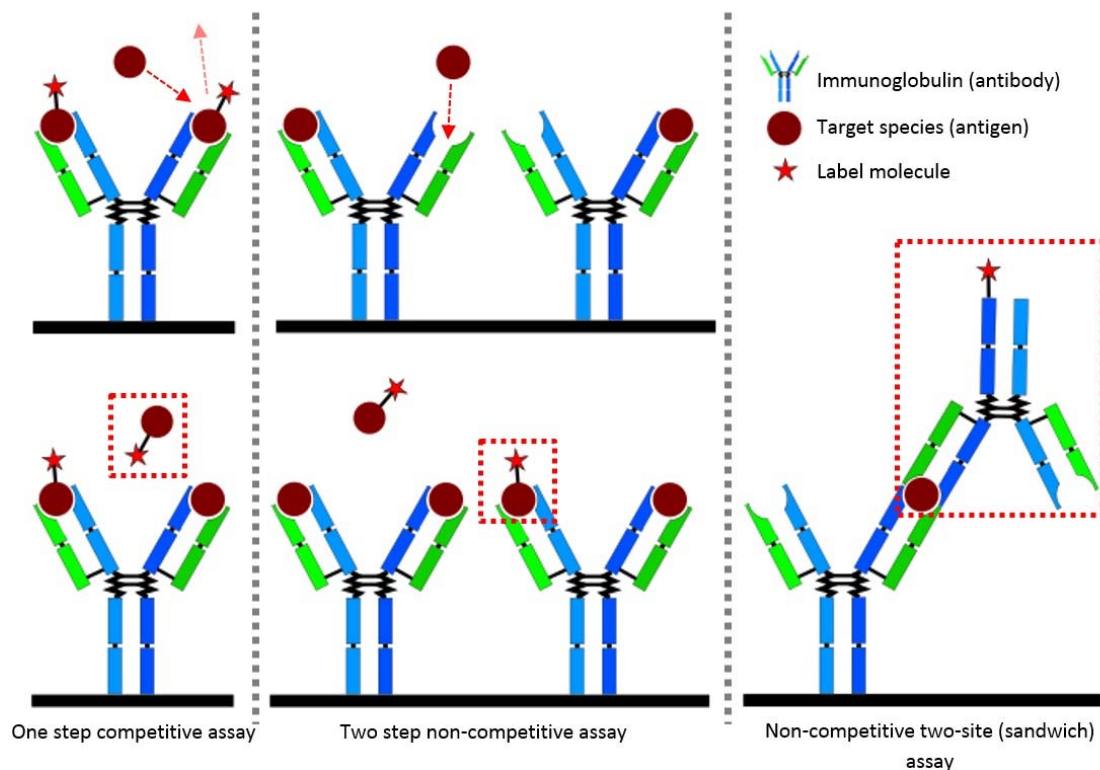 Immunoglobulin (antibody)
Target species (antigen)
Label molecule
One step competitive assay
Two step non-competitive assay
Non-competitive two-site (sandwich)
assay